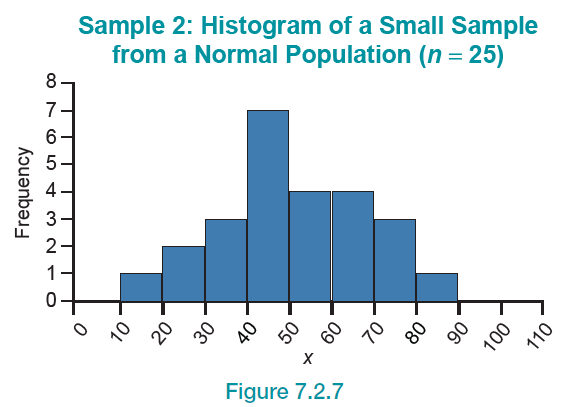 Sample 2: Histogram of a Small Sample
from a Normal Population (n = 25)
8
7
6
5
4
3
2
1
0
Frequency
0 10 20 30 40 50 60 70 80 90 100 110
x
Figure 7.2.7